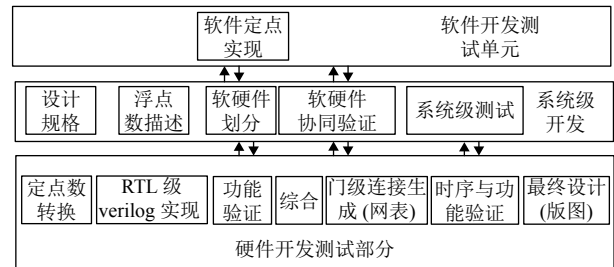 软件定点
实现
软件开发测
试单元
设计
规格
浮点
数描述
软硬件
划分
软硬件
协同验证
系统级测试
系统级
开发
定点数
转换
RTL 级
verilog 实现
功能
验证
综合
门级连接生
成 (网表)
时序与功
能验证
最终设计
(版图)
硬件开发测试部分